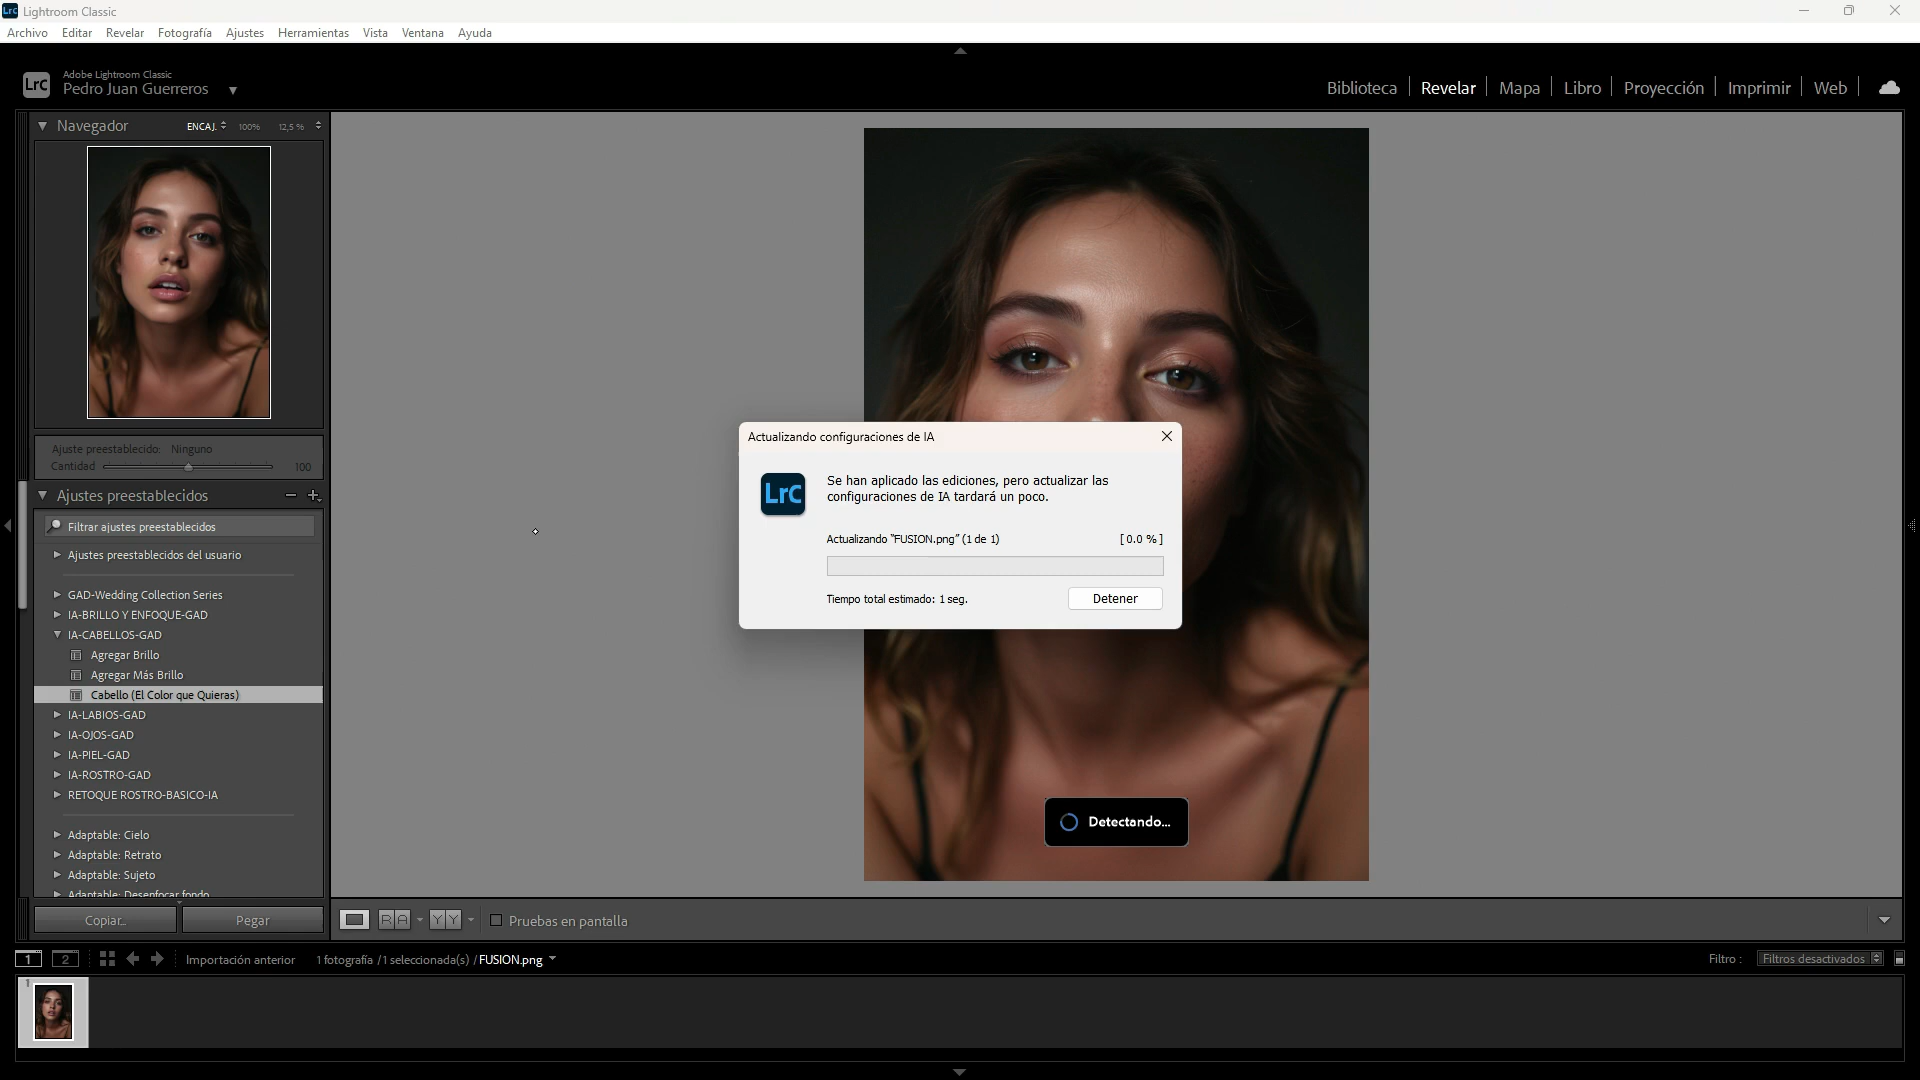 LrC Lightroom Classic
Archivo Editar Revelar Fotografía Ajustes Herramientas Vista Ventana Ayuda
LrC
Adobe Lightroom Classic
Pedro Juan Guerreros
Biblioteca Revelar Mapa Libro Proyección Imprimir Web
Navegador ENCAJ. 100% 12,5 %
Ajuste preestablecido: Ninguno
Cantidad 100
Ajustes preestablecidos
Filtrar ajustes preestablecidos
Ajustes preestablecidos del usuario
GAD-Wedding Collection Series
IA-BRILLO Y ENFOQUE-GAD
IA-CABELLOS-GAD
Agregar Brillo
Agregar Más Brillo
Cabello (El Color que Quieras)
IA-LABIOS-GAD
IA-OJOS-GAD
IA-PIEL-GAD
IA-ROSTRO-GAD
RETOQUE ROSTRO-BASICO-IA
Adaptable: Cielo
Adaptable: Retrato
Adaptable: Sujeto
Adaptable: Desenfocar fondo
Copiar... Pegar
Actualizando configuraciones de IA
LrC
Se han aplicado las ediciones, pero actualizar las
configuraciones de IA tardará un poco.
Actualizando "FUSION.png" (1 de 1) [ 0.0 % ]
Tiempo total estimado: 1 seg. Detener
Detectando...
R A Y Y Pruebas en pantalla
1 2 Importación anterior 1 fotografía / 1 seleccionada(s) / FUSION.png Filtro : Filtros desactivados
1